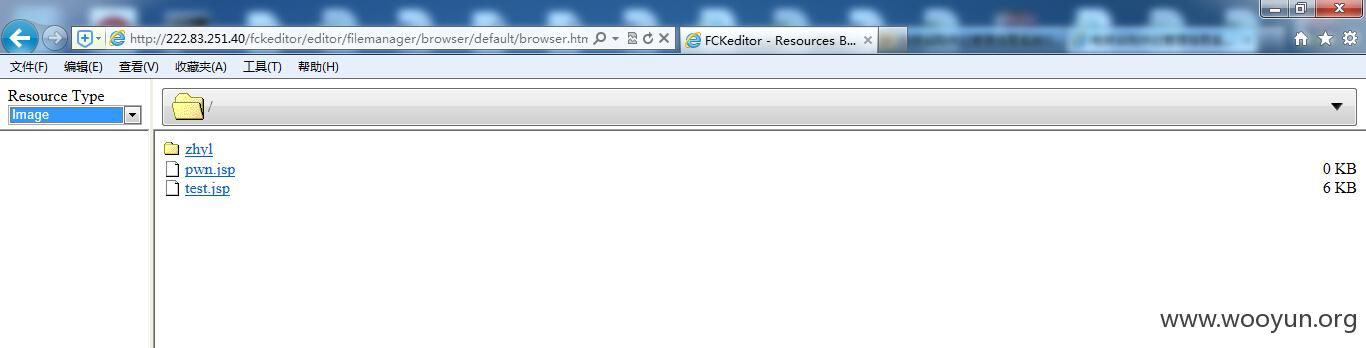 http://222.83.251.40/fckeditor/editor/filemanager/browser/default/browser.htm
FCKeditor - Resources B...
文件(F) 编辑(E) 查看(V) 收藏夹(A) 工具(T) 帮助(H)
Resource Type
Image
/
zhyl
pwn.jsp 0 KB
test.jsp 6 KB
www.wooyun.org